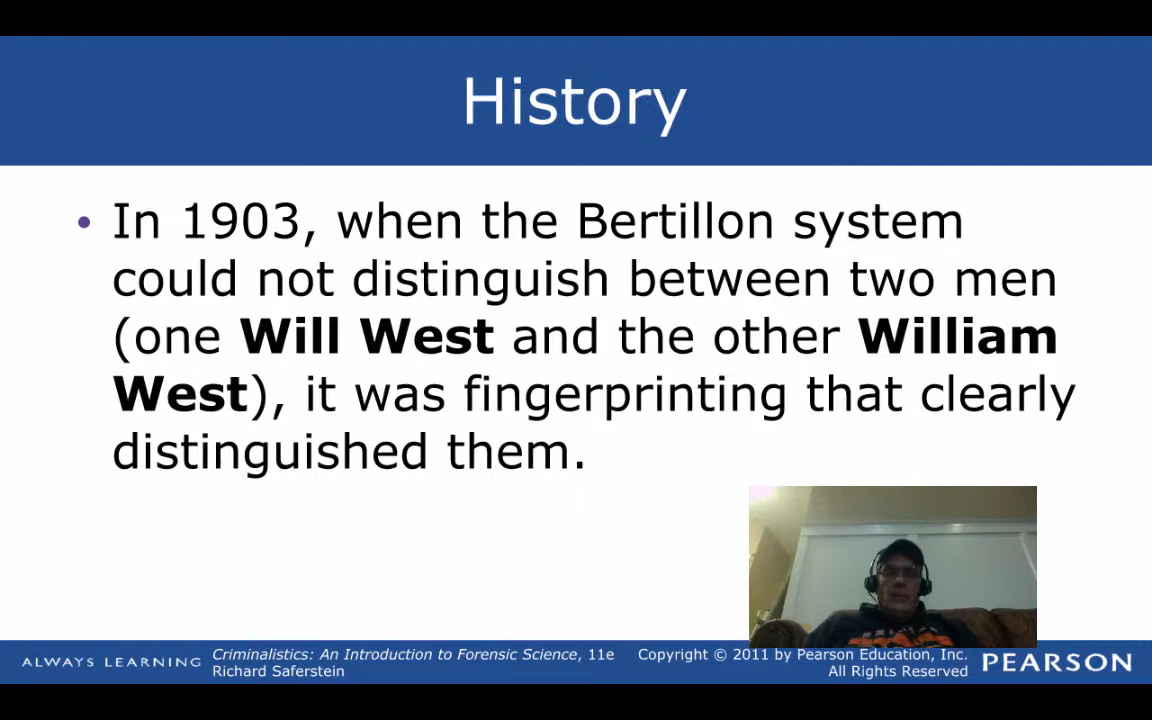 History
• In 1903, when the Bertillon system
could not distinguish between two men
(one Will West and the other William
West), it was fingerprinting that clearly
distinguished them.
ALWAYS LEARNING
Criminalistics: An Introduction to Forensic Science, 11e
Richard Saferstein
Copyright © 2011 by Pearson Education, Inc.
All Rights Reserved
PEARSON